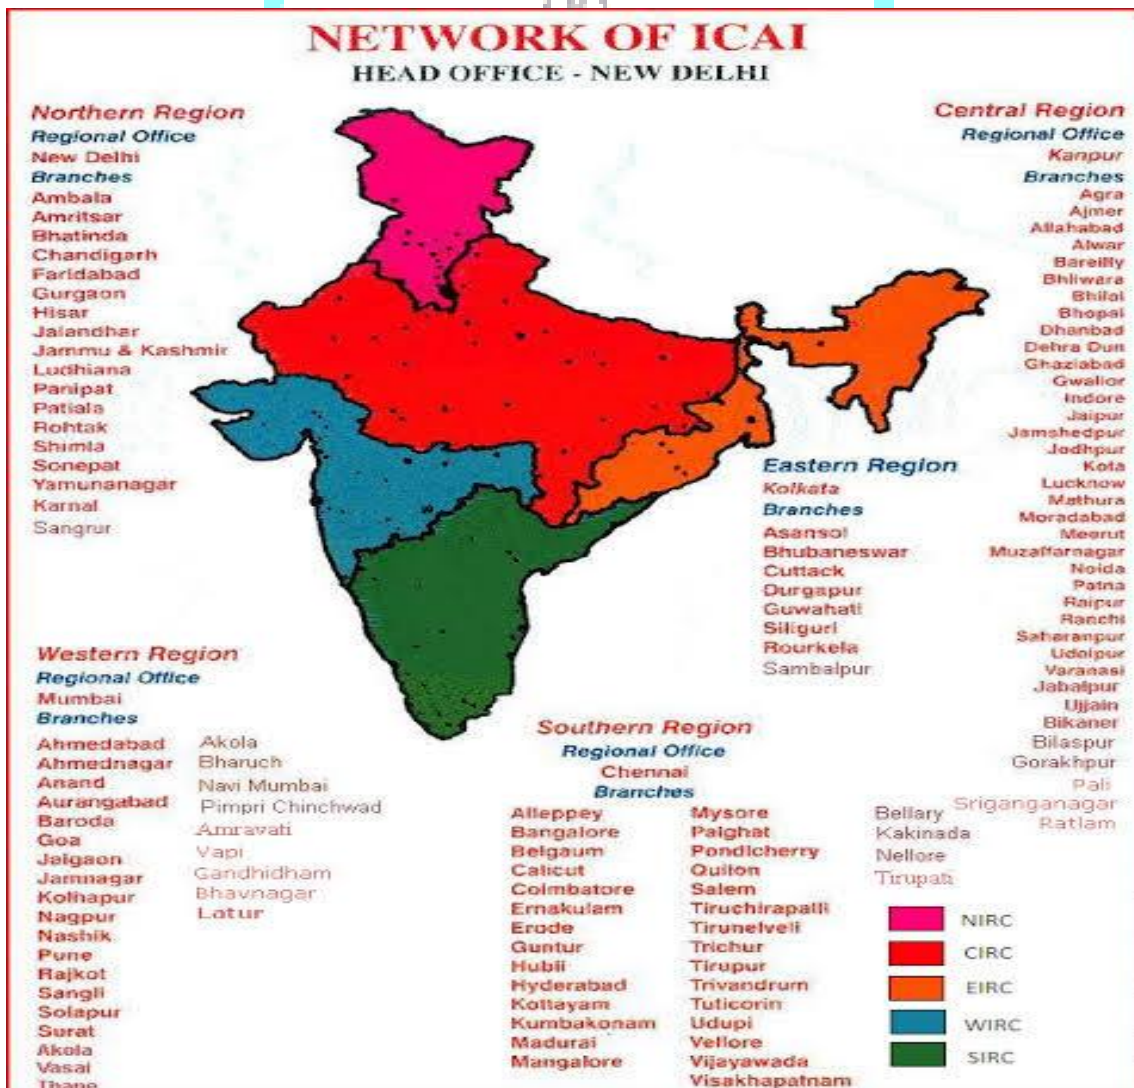 NETWORK OF ICAI
HEAD OFFICE - NEW DELHI
Northern Region
Regional Office
New Delhi
Branches
Ambala
Amritsar
Bhatinda
Chandigarh
Faridabad
Gurgaon
Hisar
Jalandhar
Jammu & Kashmir
Ludhiana
Panipat
Patiala
Rohtak
Shimla
Sonepat
Yamunanagar
Karnal
Sangrur
Central Region
Regional Office
Kanpur
Branches
Agra
Ajmer
Allahabad
Alwar
Bareilly
Bhilwara
Bhilai
Bhopal
Dhanbad
Dehra Dun
Ghaziabad
Gwalior
Indore
Jaipur
Jamshedpur
Jodhpur
Kota
Lucknow
Mathura
Moradabad
Meerut
Muzaffarnagar
Noida
Patna
Raipur
Ranchi
Saharanpur
Udaipur
Varanasi
Jabalpur
Ujjain
Bikaner
Bilaspur
Gorakhpur
Pali
Sriganganagar
Ratlam
Eastern Region
Kolkata
Branches
Asansol
Bhubaneswar
Cuttack
Durgapur
Guwahati
Siliguri
Rourkela
Sambalpur
Western Region
Regional Office
Mumbai
Branches
Ahmedabad
Ahmednagar
Anand
Aurangabad
Baroda
Goa
Jalgaon
Jamnagar
Kolhapur
Nagpur
Nashik
Pune
Rajkot
Sangli
Solapur
Surat
Akola
Vasai
Thane
Akola
Bharuch
Navi Mumbai
Pimpri Chinchwad
Amravati
Vapi
Gandhidham
Bhavnagar
Latur
Southern Region
Regional Office
Chennai
Branches
Alleppey
Bangalore
Belgaum
Calicut
Coimbatore
Ernakulam
Erode
Guntur
Hubli
Hyderabad
Kottayam
Kumbakonam
Madurai
Mangalore
Mysore
Palghat
Pondicherry
Quilon
Salem
Tiruchirapalli
Tirunelveli
Trichur
Tirupur
Trivandrum
Tuticorin
Udupi
Vellore
Vijayawada
Visakhapatnam
Bellary
Kakinada
Nellore
Tirupati
NIRC
CIRC
EIRC
WIRC
SIRC